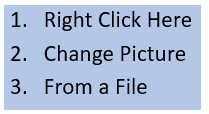 1. Right Click Here
2. Change Picture
3. From a File